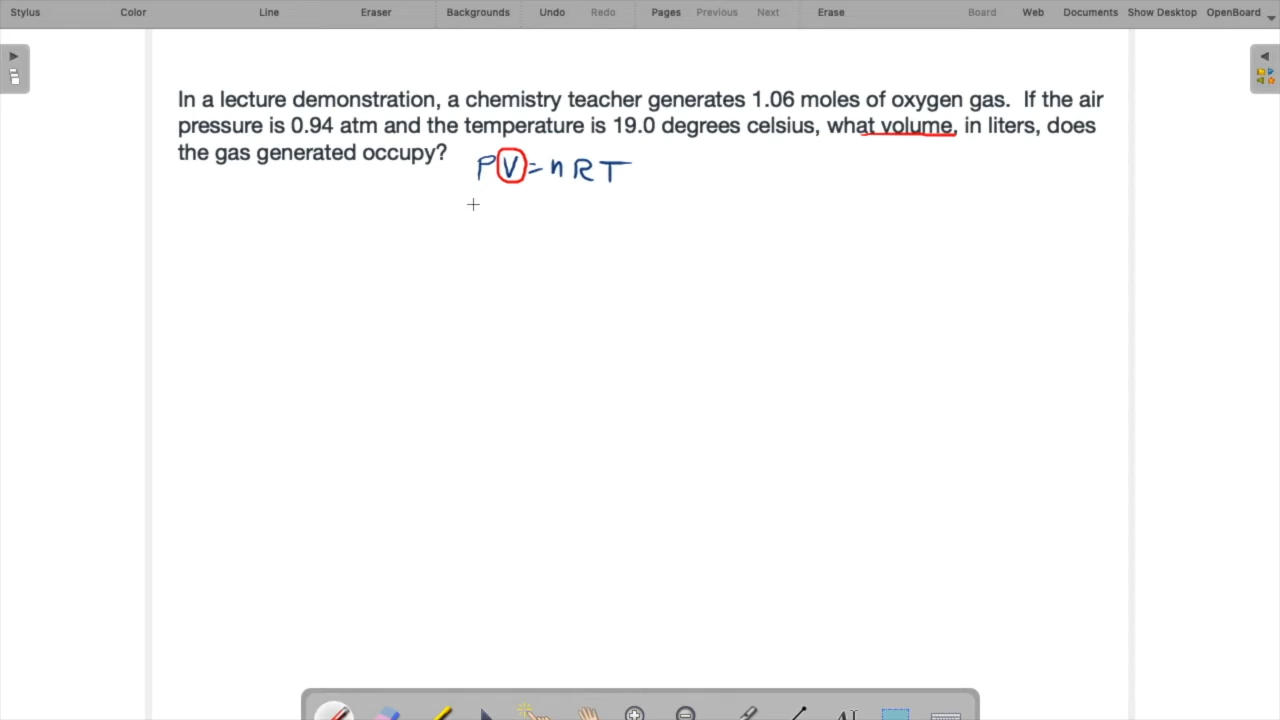 Stylus Color Line Eraser Backgrounds Undo Redo Pages Previous Next Erase Board Web Documents Show Desktop OpenBoard
In a lecture demonstration, a chemistry teacher generates 1.06 moles of oxygen gas. If the air
pressure is 0.94 atm and the temperature is 19.0 degrees celsius, what volume, in liters, does
the gas generated occupy?
PV=nRT